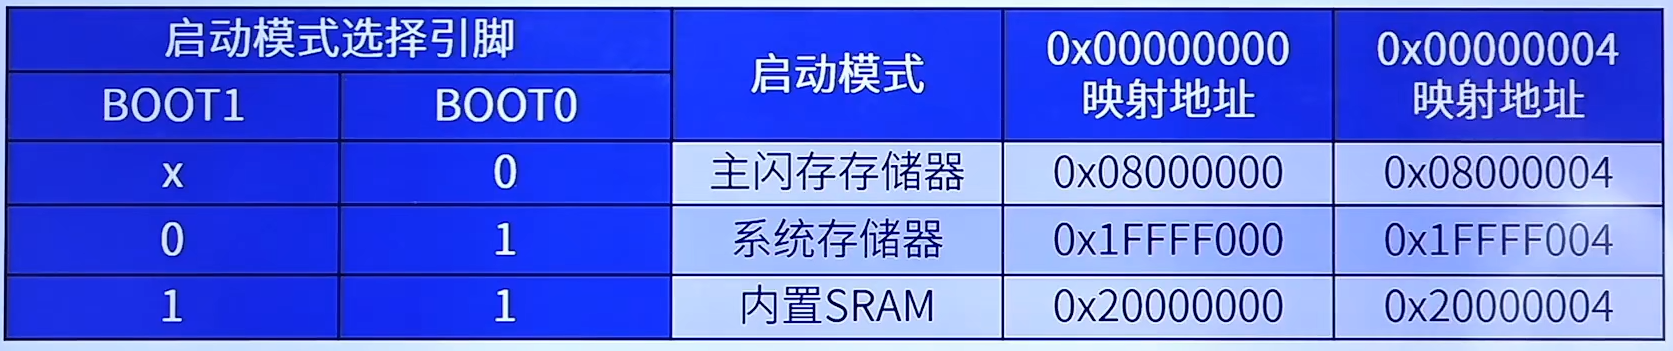 启动模式选择引脚
启动模式
0x00000000
映射地址
0x00000004
映射地址
BOOT1
BOOT0
x
0
主闪存存储器
0x08000000
0x08000004
0
1
系统存储器
0x1FFFF000
0x1FFFF004
1
1
内置SRAM
0x20000000
0x20000004